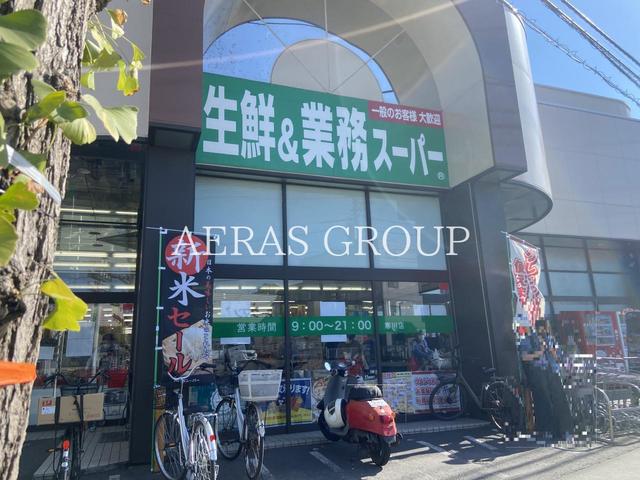 一般のお客様 大歓迎
生鮮&業務スーパー
®
AERAS GROUP
新
米
セール
営業時間 9:00~21:00